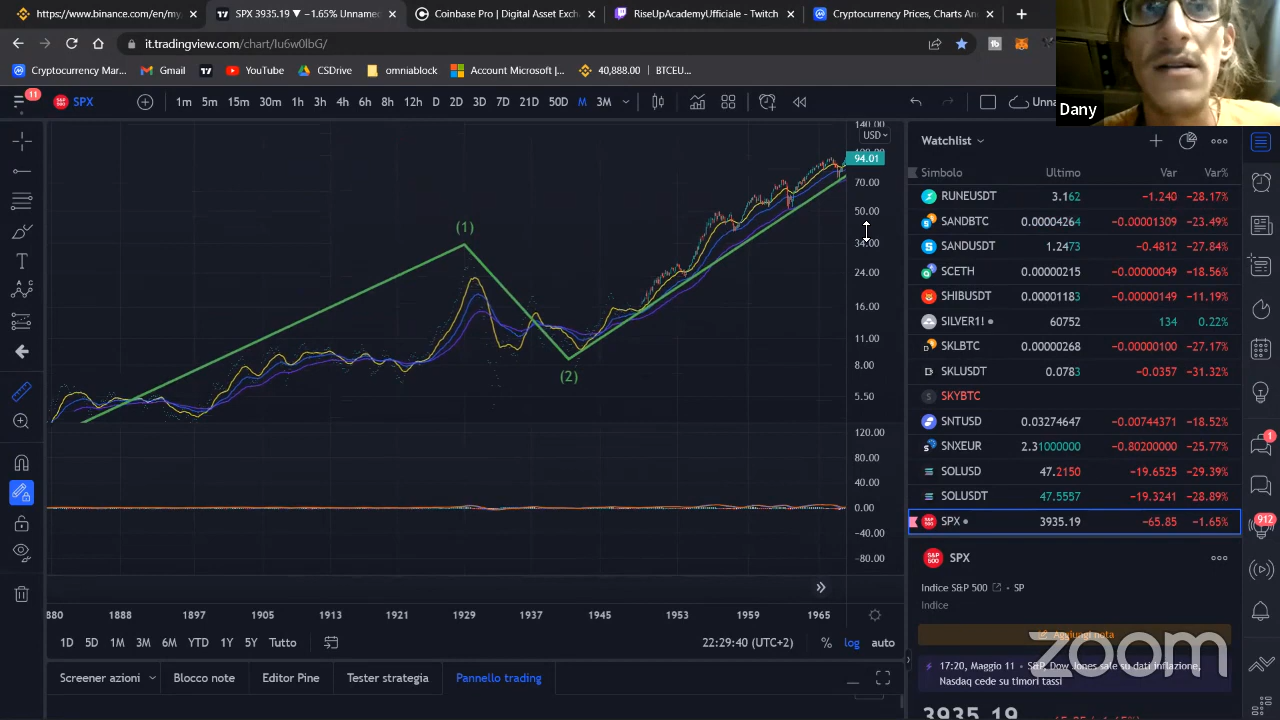 https://www.binance.com/en/my
SPX 3935.19 ▼ −1.65% Unname
Coinbase Pro | Digital Asset Exch
RiseUpAcademyUfficiale - Twitch
Cryptocurrency Prices, Charts An
it.tradingview.com/chart/lu6w0lbG/
Cryptocurrency Mar...
Gmail
YouTube
CSDrive
omniablock
Account Microsoft |...
40,888.00
BTCEU...
Dany
11
SPX
1m 5m 15m 30m 1h 3h 4h 6h 8h 12h D 2D 3D 7D 21D 50D M 3M
Unna
Watchlist
Simbolo Ultimo Var Var%
RUNEUSDT 3.162 −1.240 −28.17%
SANDBTC 0.00004264 −0.00001309 −23.49%
SANDUSDT 1.2473 −0.4812 −27.84%
SCETH 0.00000215 −0.00000049 −18.56%
SHIBUSDT 0.00001183 −0.00000149 −11.19%
SILVER1! 60752 134 0.22%
SKLBTC 0.00000268 −0.00000100 −27.17%
SKLUSDT 0.0783 −0.0357 −31.32%
SKYBTC
SNTUSD 0.03274647 −0.00744371 −18.52%
SNXEUR 2.31000000 −0.80200000 −25.77%
SOLUSD 47.2150 −19.6525 −29.39%
SOLUSDT 47.5557 −19.3241 −28.89%
SPX 3935.19 −65.85 −1.65%
SPX
Indice S&P 500 • SP
Indice
Aggiungi nota
17:20, Maggio 11 • S&P, Dow Jones sale su dati inflazione,
Nasdaq cede su timori tassi
3935.19
zoom
140.00
USD
94.01
70.00
50.00
34.00
24.00
16.00
11.00
8.00
5.50
120.00
80.00
40.00
0.00
−40.00
−80.00
(1)
(2)
880 1888 1897 1905 1913 1921 1929 1937 1945 1953 1959 1965
1D 5D 1M 3M 6M YTD 1Y 5Y Tutto
22:29:40 (UTC+2)
% log auto
Screener azioni
Blocco note
Editor Pine
Tester strategia
Pannello trading
1
912